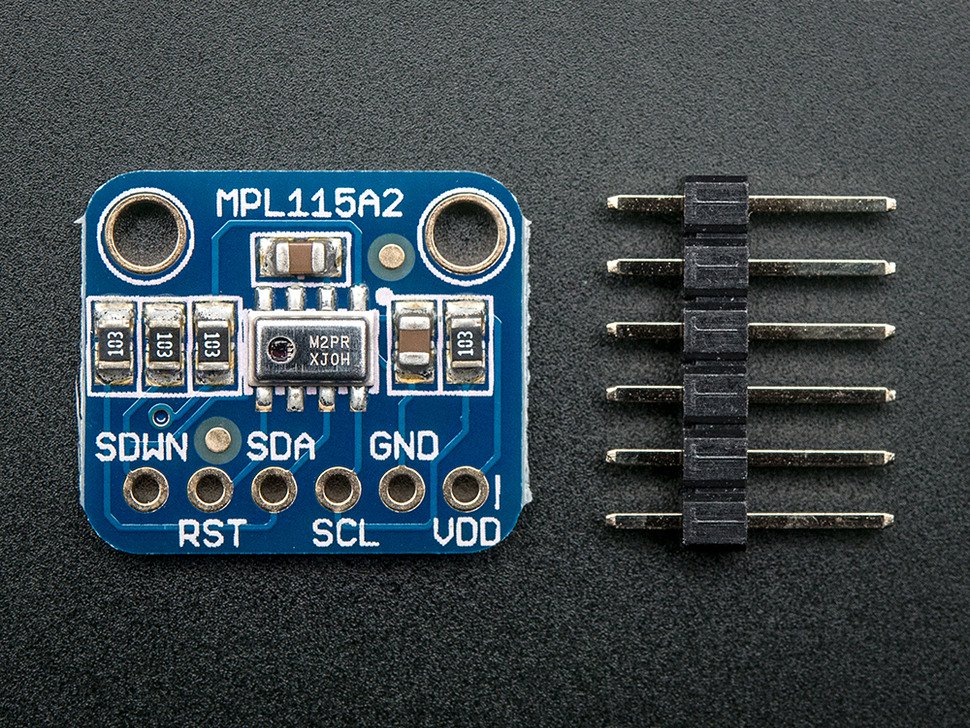 MPL115A2
103
103
103
M2PR
XJ0H
103
SDWN
SDA
GND
RST
SCL
VDD